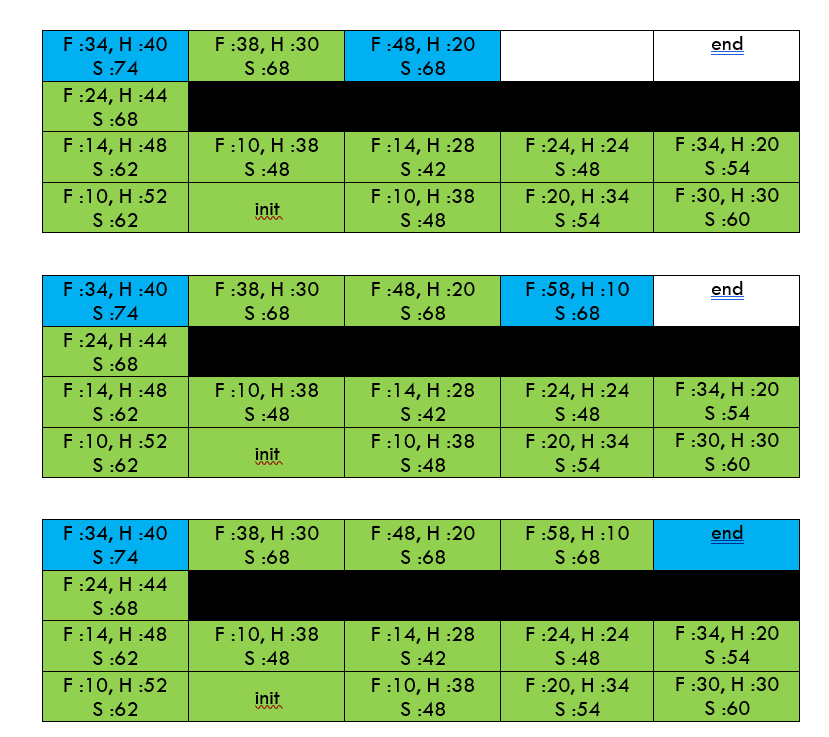 F :34, H :40 F :38, H :30 F :48, H :20 end
S :74 S :68 S :68
F :24, H :44
S :68
F :14, H :48 F :10, H :38 F :14, H :28 F :24, H :24 F :34, H :20
S :62 S :48 S :42 S :48 S :54
F :10, H :52 init F :10, H :38 F :20, H :34 F :30, H :30
S :62 S :48 S :54 S :60
F :34, H :40 F :38, H :30 F :48, H :20 F :58, H :10 end
S :74 S :68 S :68 S :68
F :24, H :44
S :68
F :14, H :48 F :10, H :38 F :14, H :28 F :24, H :24 F :34, H :20
S :62 S :48 S :42 S :48 S :54
F :10, H :52 init F :10, H :38 F :20, H :34 F :30, H :30
S :62 S :48 S :54 S :60
F :34, H :40 F :38, H :30 F :48, H :20 F :58, H :10 end
S :74 S :68 S :68 S :68
F :24, H :44
S :68
F :14, H :48 F :10, H :38 F :14, H :28 F :24, H :24 F :34, H :20
S :62 S :48 S :42 S :48 S :54
F :10, H :52 init F :10, H :38 F :20, H :34 F :30, H :30
S :62 S :48 S :54 S :60